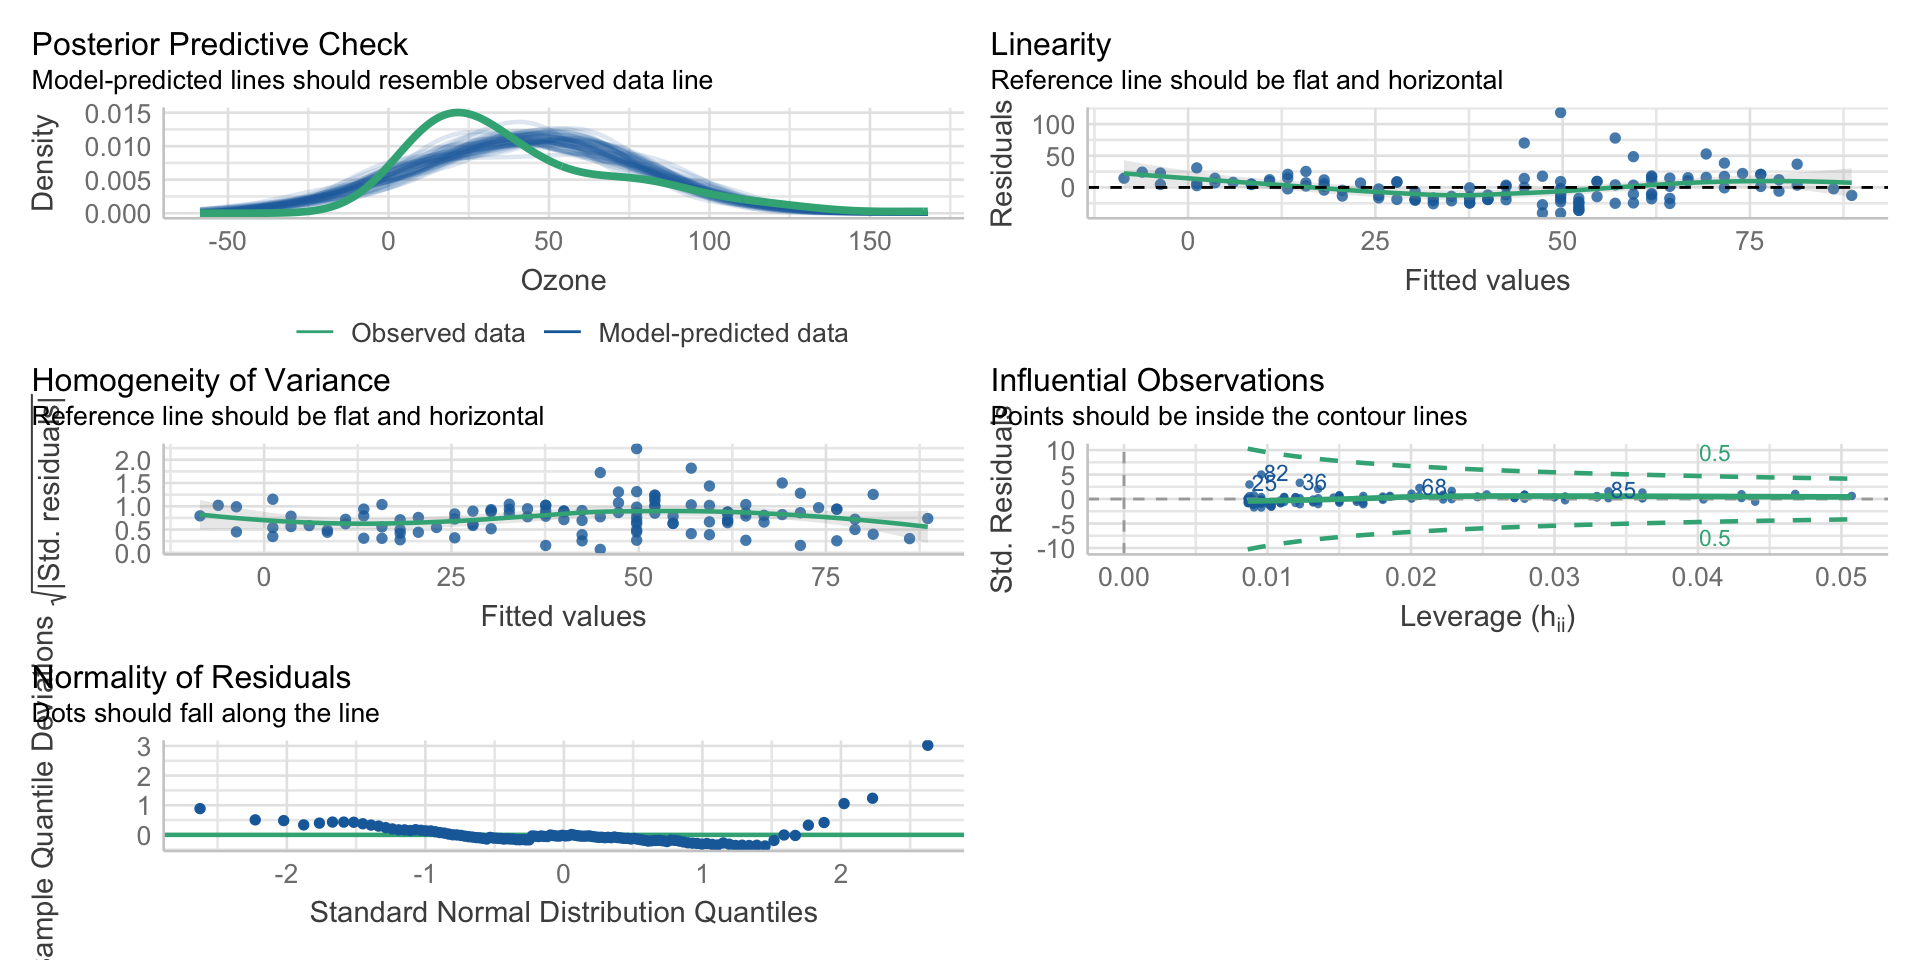 Posterior Predictive Check
Model-predicted lines should resemble observed data line
Density
0.015
0.010
0.005
0.000
-50 0 50 100 150
Ozone
Observed data Model-predicted data
Linearity
Reference line should be flat and horizontal
Residuals
100
50
0
0 25 50 75
Fitted values
Homogeneity of Variance
Reference line should be flat and horizontal
√|Std. residuals|
2.0
1.5
1.0
0.5
0.0
0 25 50 75
Fitted values
Influential Observations
Points should be inside the contour lines
Std. Residuals
10
5
0
-5
-10
0.5
82
25 36 68 85
0.5
0.00 0.01 0.02 0.03 0.04 0.05
Leverage (hii)
Normality of Residuals
Dots should fall along the line
Sample Quantile Deviations
3
2
1
0
-2 -1 0 1 2
Standard Normal Distribution Quantiles